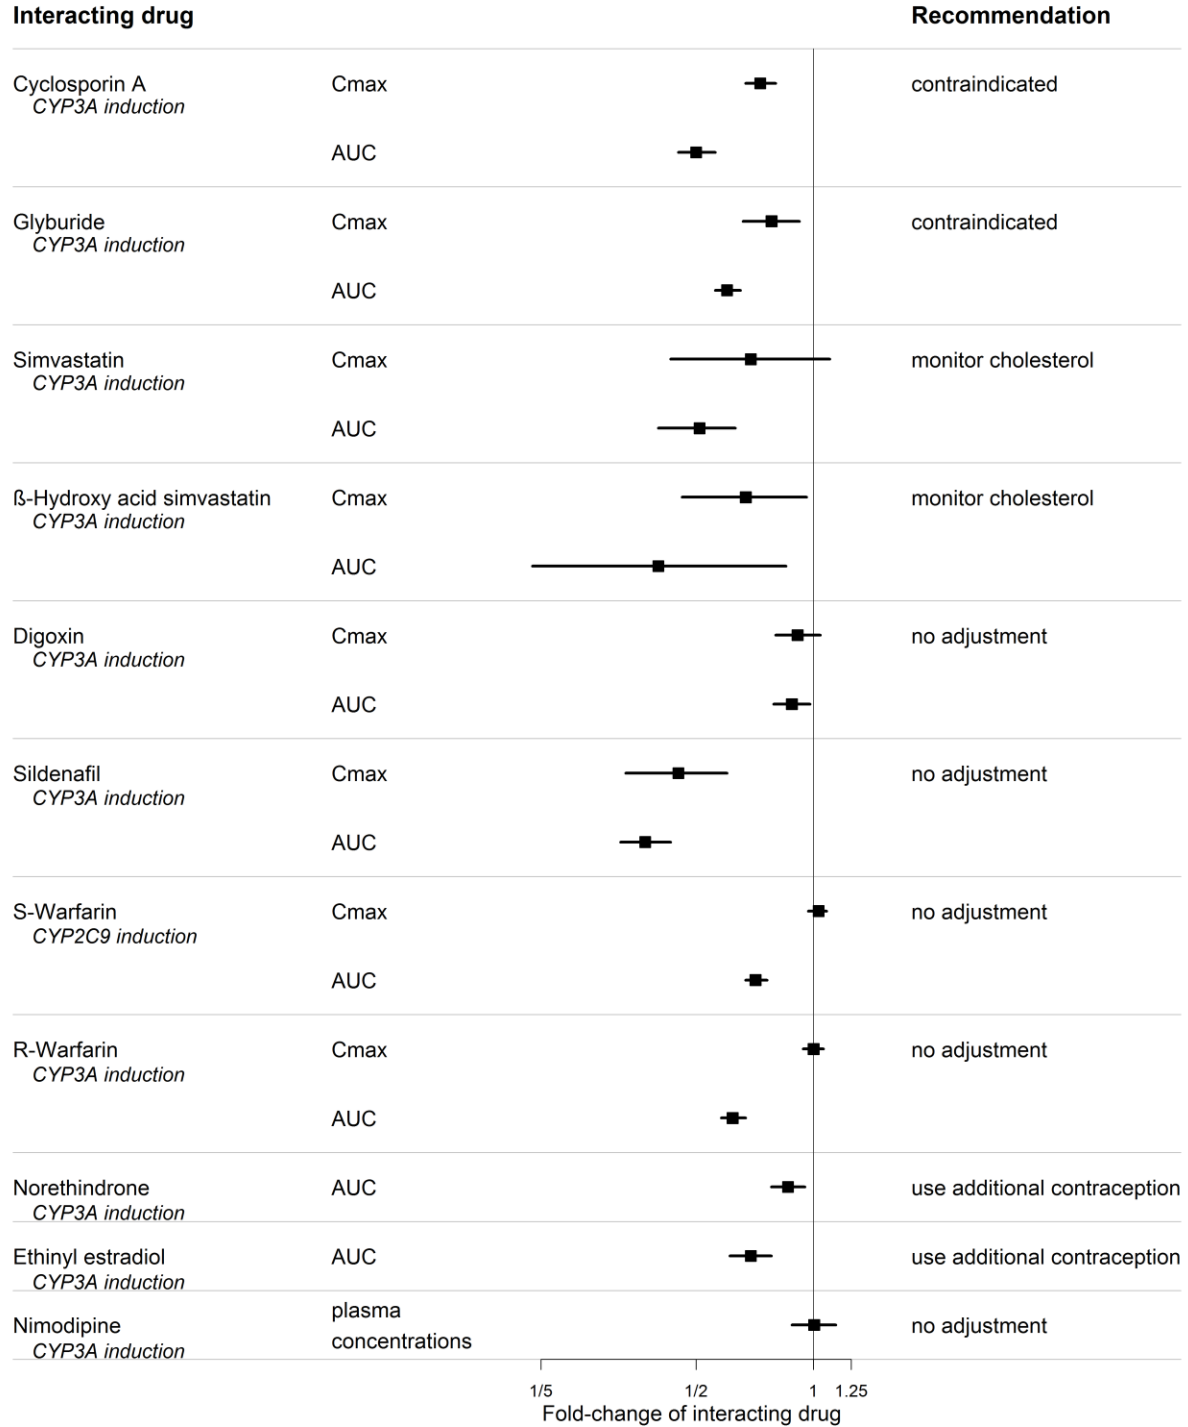 Interacting drug Recommendation
Cyclosporin A Cmax contraindicated
CYP3A induction
AUC
Glyburide Cmax contraindicated
CYP3A induction
AUC
Simvastatin Cmax monitor cholesterol
CYP3A induction
AUC
ß-Hydroxy acid simvastatin Cmax monitor cholesterol
CYP3A induction
AUC
Digoxin Cmax no adjustment
CYP3A induction
AUC
Sildenafil Cmax no adjustment
CYP3A induction
AUC
S-Warfarin Cmax no adjustment
CYP2C9 induction
AUC
R-Warfarin Cmax no adjustment
CYP3A induction
AUC
Norethindrone AUC use additional contraception
CYP3A induction
Ethinyl estradiol AUC use additional contraception
CYP3A induction
plasma
Nimodipine concentrations no adjustment
CYP3A induction
1/5 1/2 1 1.25
Fold-change of interacting drug